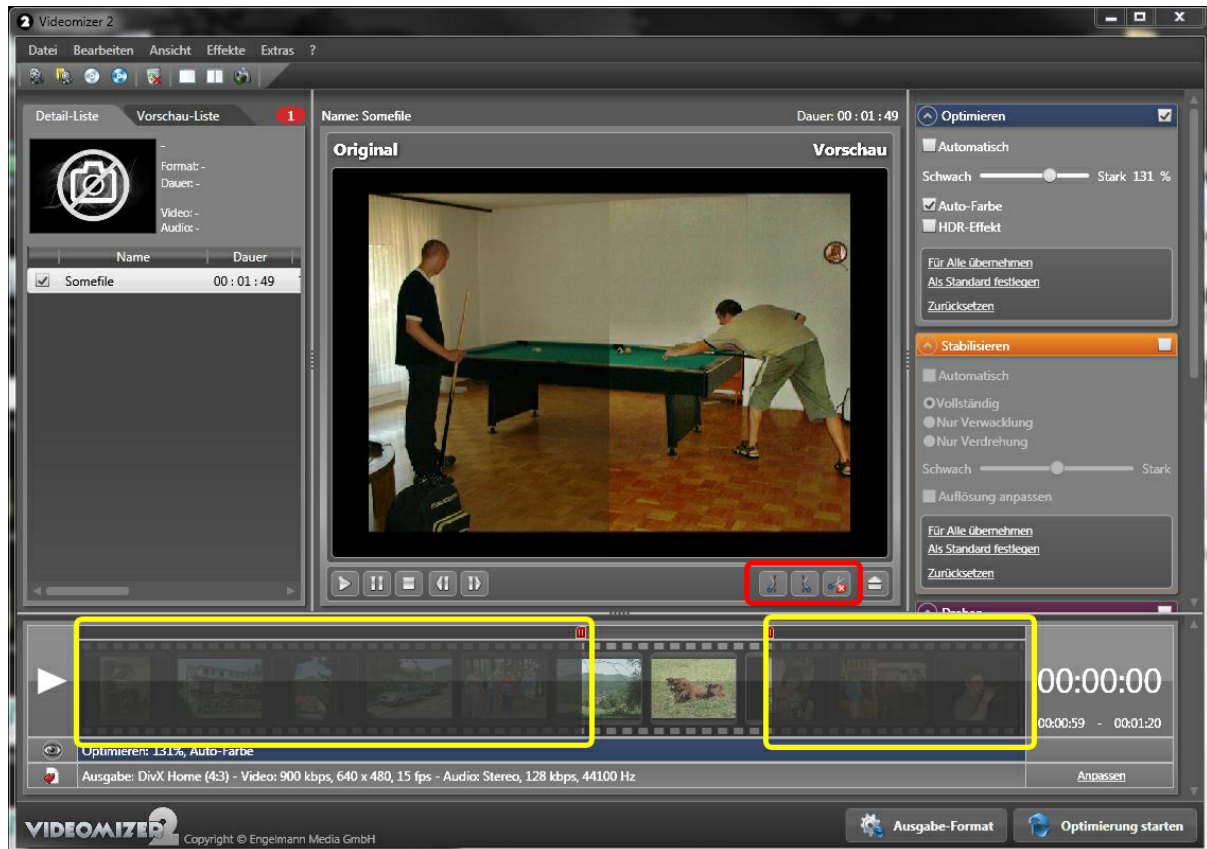 Videomizer 2
Datei Bearbeiten Ansicht Effekte Extras ?
Detail-Liste Vorschau-Liste 1
-
Format: -
Dauer: -
Video: -
Audio: -
Name Dauer
Somefile 00 : 01 : 49
Name: Somefile Dauer: 00 : 01 : 49
Original Vorschau
Optimieren
Automatisch
Schwach Stark 131 %
Auto-Farbe
HDR-Effekt
Für Alle übernehmen
Als Standard festlegen
Zurücksetzen
Stabilisieren
Automatisch
Vollständig
Nur Verwacklung
Nur Verdrehung
Schwach Stark
Auflösung anpassen
Für Alle übernehmen
Als Standard festlegen
Zurücksetzen
00:00:00
00:00:59 - 00:01:20
Optimieren: 131%, Auto-Farbe
Ausgabe: DivX Home (4:3) - Video: 900 kbps, 640 x 480, 15 fps - Audio: Stereo, 128 kbps, 44100 Hz Anpassen
VIDEOMIZER 2 Copyright © Engelmann Media GmbH
Ausgabe-Format Optimierung starten